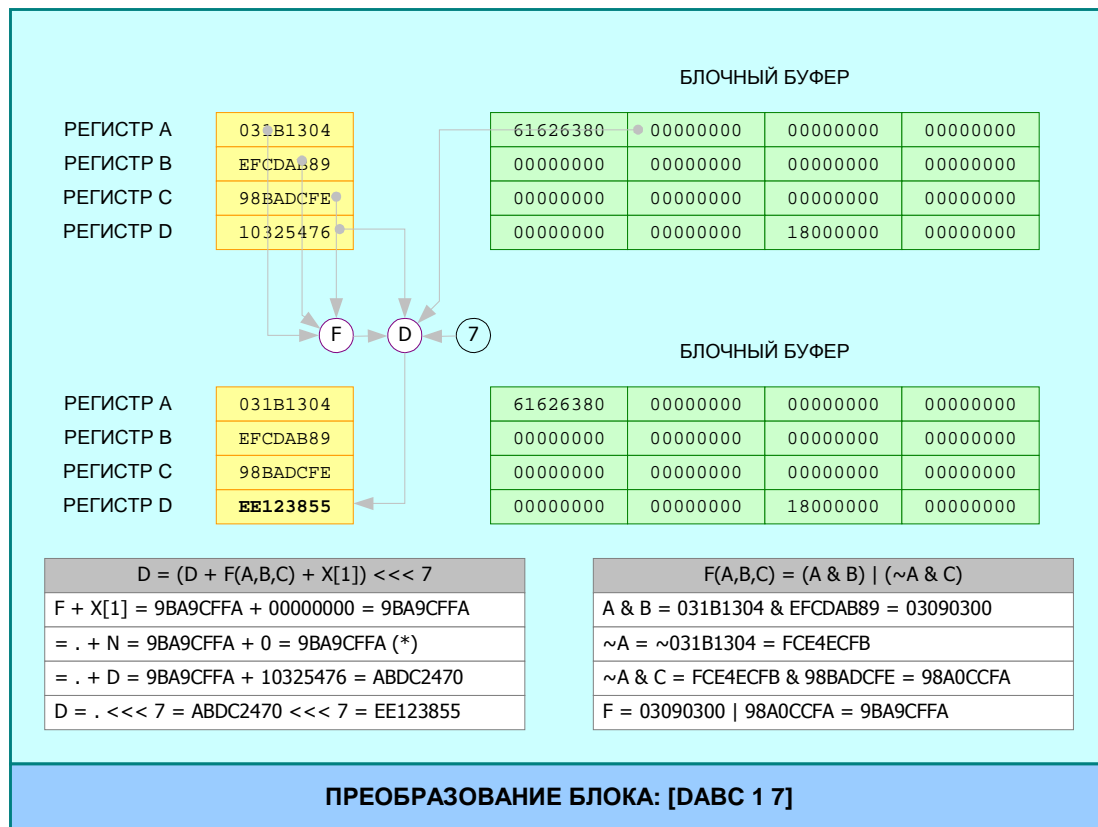 БЛОЧНЫЙ БУФЕР
РЕГИСТР A 031B1304 61626380 00000000 00000000 00000000
РЕГИСТР B EFCDAB89 00000000 00000000 00000000 00000000
РЕГИСТР C 98BADCFE 00000000 00000000 00000000 00000000
РЕГИСТР D 10325476 00000000 00000000 18000000 00000000
F D 7
БЛОЧНЫЙ БУФЕР
РЕГИСТР A 031B1304 61626380 00000000 00000000 00000000
РЕГИСТР B EFCDAB89 00000000 00000000 00000000 00000000
РЕГИСТР C 98BADCFE 00000000 00000000 00000000 00000000
РЕГИСТР D EE123855 00000000 00000000 18000000 00000000
D = (D + F(A,B,C) + X[1]) <<< 7
F + X[1] = 9BA9CFFA + 00000000 = 9BA9CFFA
= . + N = 9BA9CFFA + 0 = 9BA9CFFA (*)
= . + D = 9BA9CFFA + 10325476 = ABDC2470
D = . <<< 7 = ABDC2470 <<< 7 = EE123855
F(A,B,C) = (A & B) | (~A & C)
A & B = 031B1304 & EFCDAB89 = 03090300
~A = ~031B1304 = FCE4ECFB
~A & C = FCE4ECFB & 98BADCFE = 98A0CCFA
F = 03090300 | 98A0CCFA = 9BA9CFFA
ПРЕОБРАЗОВАНИЕ БЛОКА: [DABC 1 7]